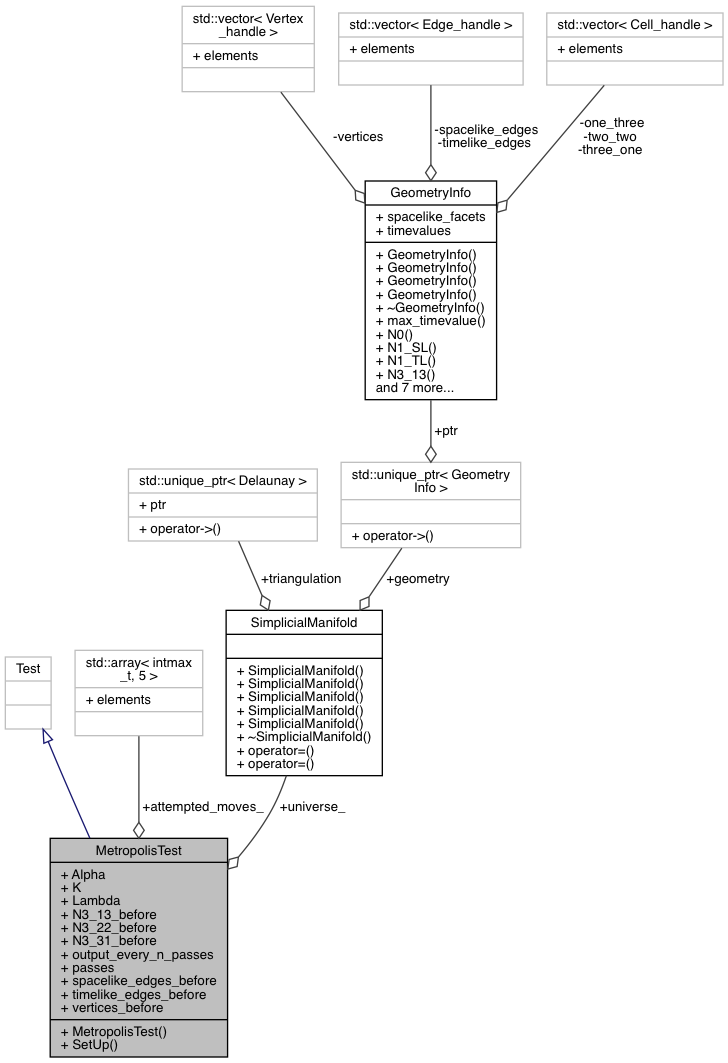 std::vector< Vertex
_handle >
+ elements
std::vector< Edge_handle >
+ elements
std::vector< Cell_handle >
+ elements
-vertices
-spacelike_edges
-timelike_edges
-one_three
-two_two
-three_one
GeometryInfo
+ spacelike_facets
+ timevalues
+ GeometryInfo()
+ GeometryInfo()
+ GeometryInfo()
+ GeometryInfo()
+ ~GeometryInfo()
+ max_timevalue()
+ N0()
+ N1_SL()
+ N1_TL()
+ N3_13()
and 7 more...
+ptr
std::unique_ptr< Delaunay >
+ ptr
+ operator->()
std::unique_ptr< Geometry
Info >
+ operator->()
+triangulation
+geometry
SimplicialManifold
+ SimplicialManifold()
+ SimplicialManifold()
+ SimplicialManifold()
+ SimplicialManifold()
+ SimplicialManifold()
+ ~SimplicialManifold()
+ operator=()
+ operator=()
Test
std::array< intmax
_t, 5 >
+ elements
+attempted_moves_
+universe_
MetropolisTest
+ Alpha
+ K
+ Lambda
+ N3_13_before
+ N3_22_before
+ N3_31_before
+ output_every_n_passes
+ passes
+ spacelike_edges_before
+ timelike_edges_before
+ vertices_before
+ MetropolisTest()
+ SetUp()